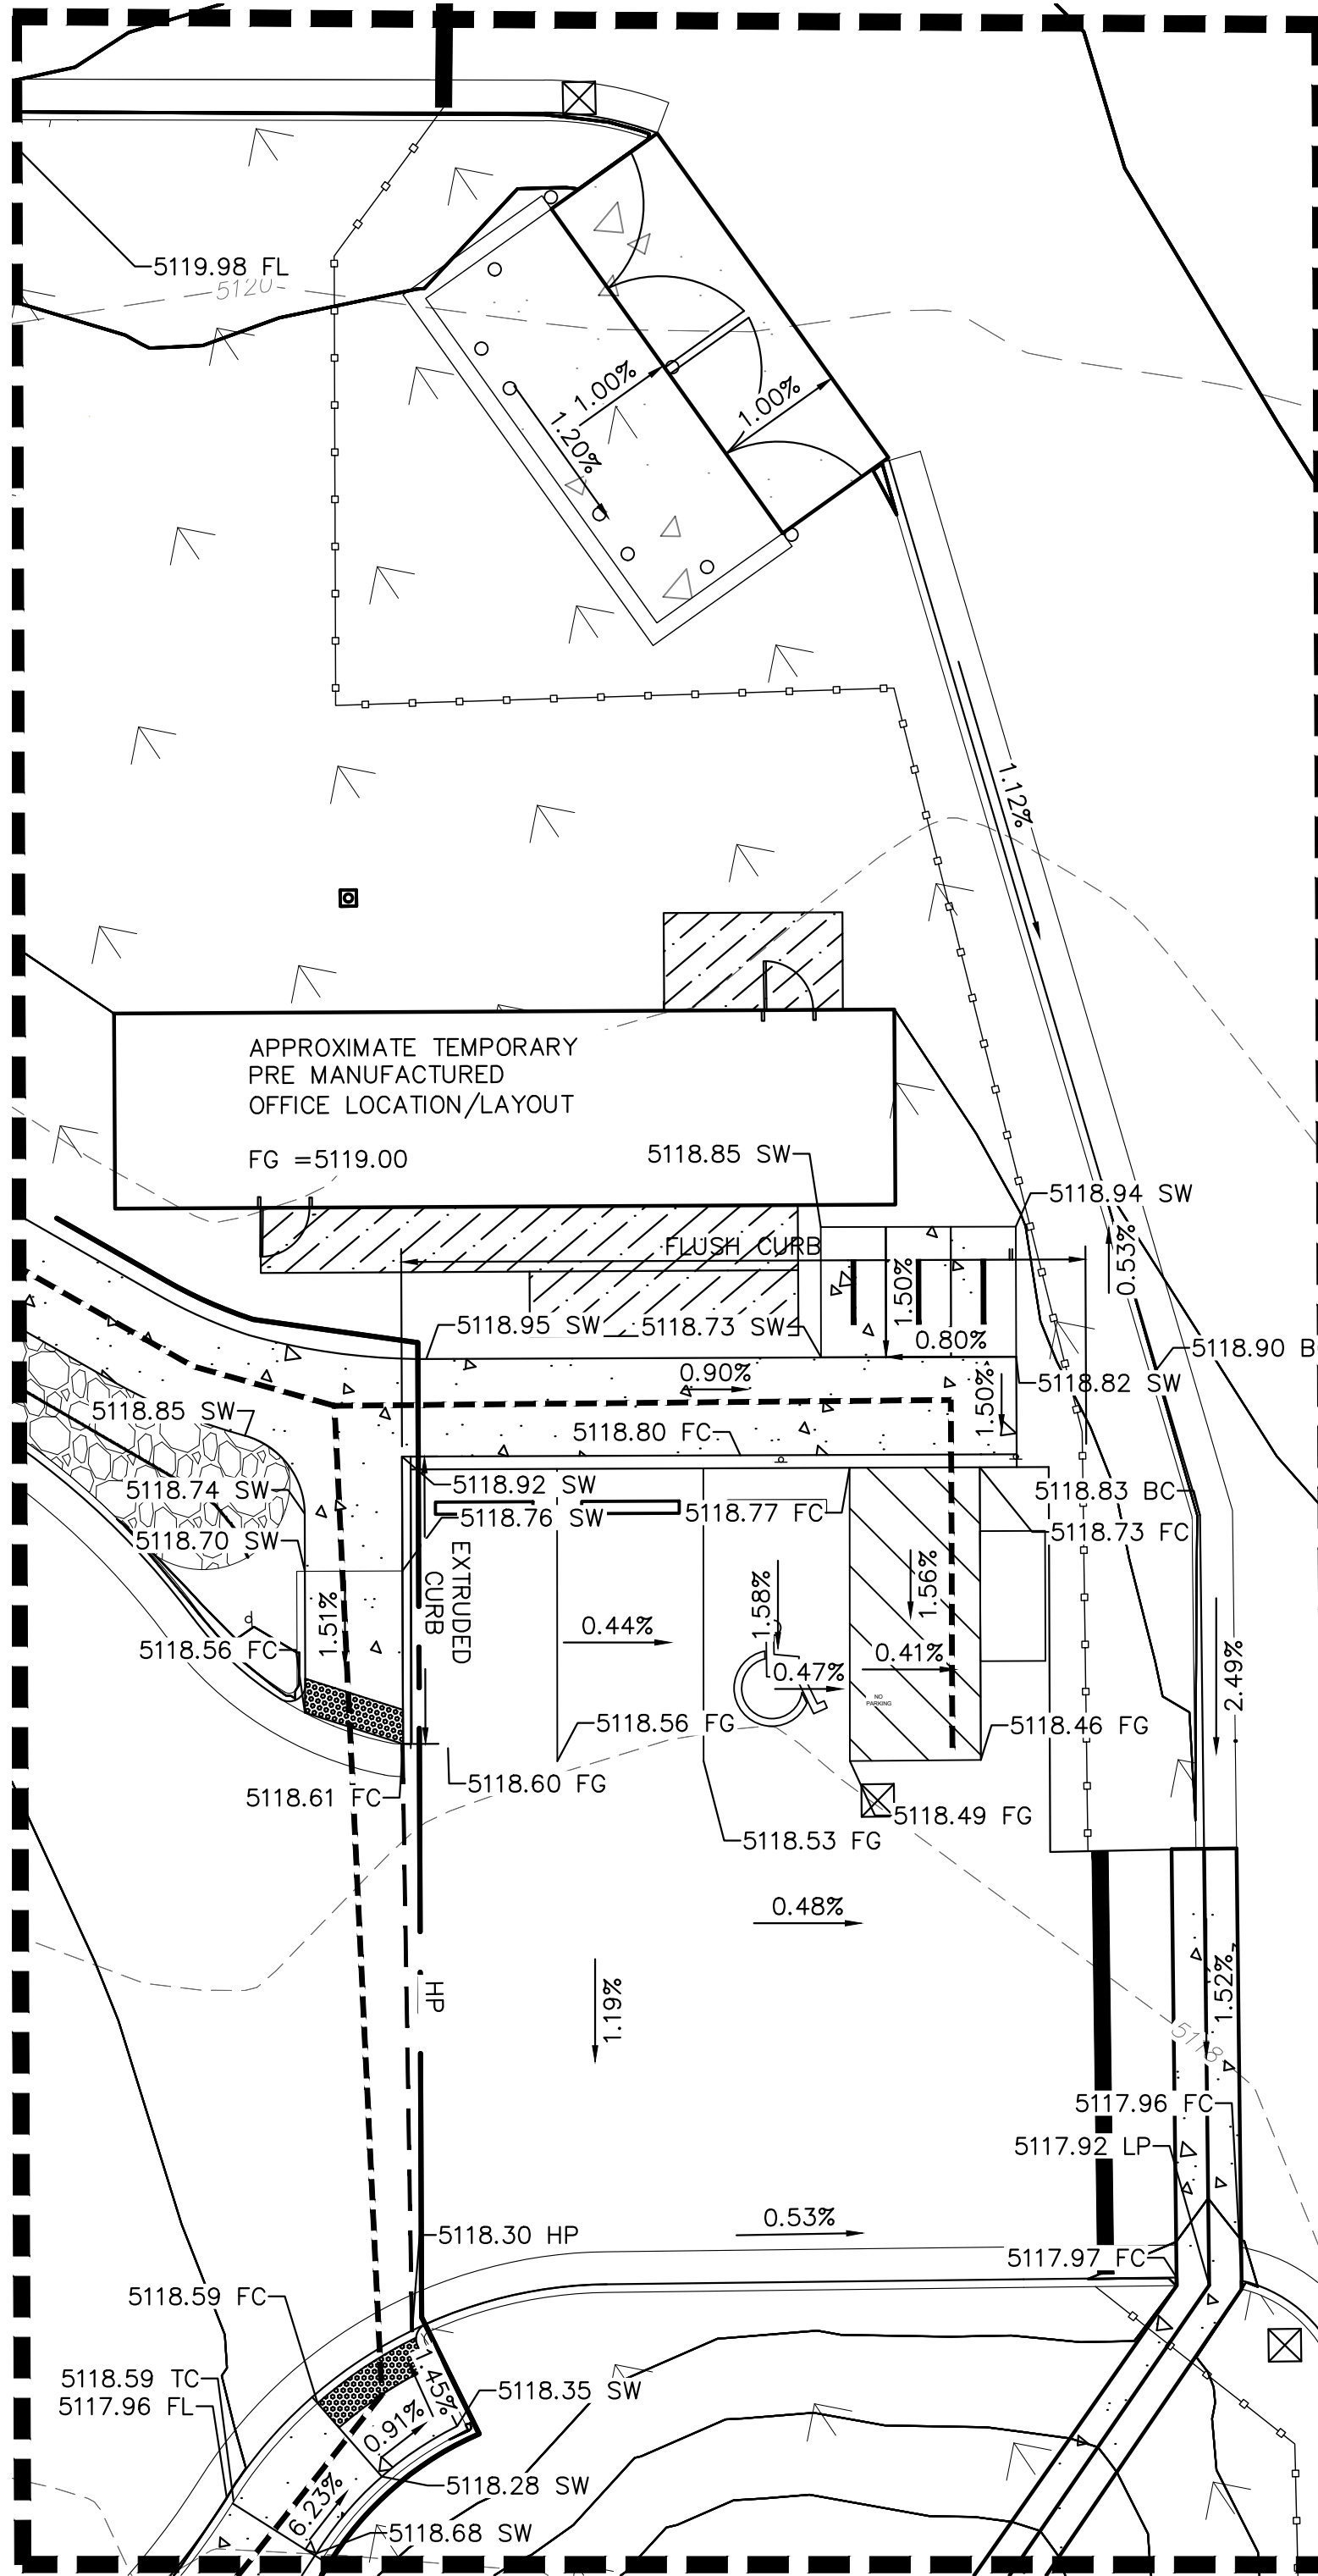 5119.98 FL
5120
1.00%
1.00%
1.20%
1.12%
APPROXIMATE TEMPORARY
PRE MANUFACTURED
OFFICE LOCATION/LAYOUT
FG =5119.00
5118.85 SW
5118.94 SW
FLUSH CURB
0.53%
1.50%
5118.95 SW
5118.73 SW
0.80%
5118.90 B
0.90%
5118.82 SW
1.50%
5118.85 SW
5118.80 FC
5118.92 SW
5118.74 SW
5118.83 BC
5118.77 FC
5118.76 SW
5118.73 FC
5118.70 SW
EXTRUDED
CURB
1.51%
1.58%
1.56%
0.44%
5118.56 FC
0.41%
0.47%
2.49%
NO
PARKING
5118.56 FG
5118.46 FG
5118.60 FG
5118.61 FC
5118.49 FG
5118.53 FG
0.48%
HP
1.19%
1.52%
5118
5117.96 FC
5117.92 LP
0.53%
5118.30 HP
5117.97 FC
5118.59 FC
5118.59 TC
5117.96 FL
1.45%
5118.35 SW
0.91%
5118.28 SW
6.23%
5118.68 SW